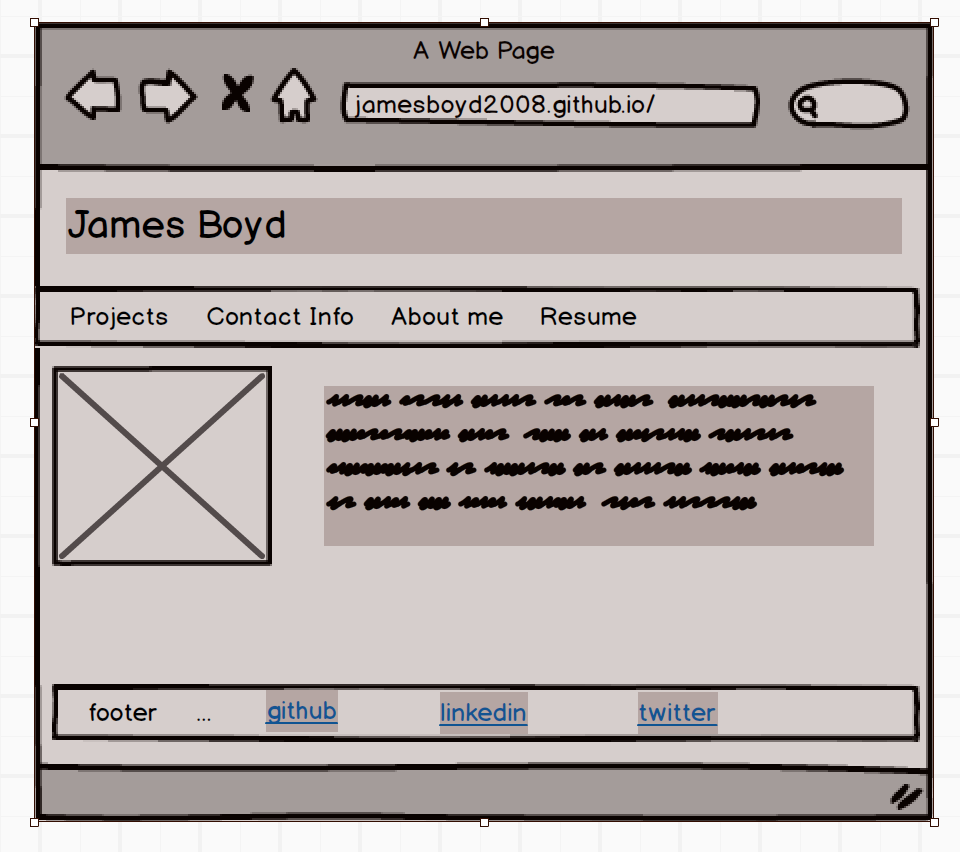 A Web Page
jamesboyd2008.github.io/
James Boyd
Projects Contact Info About me Resume
footer ... github linkedin twitter